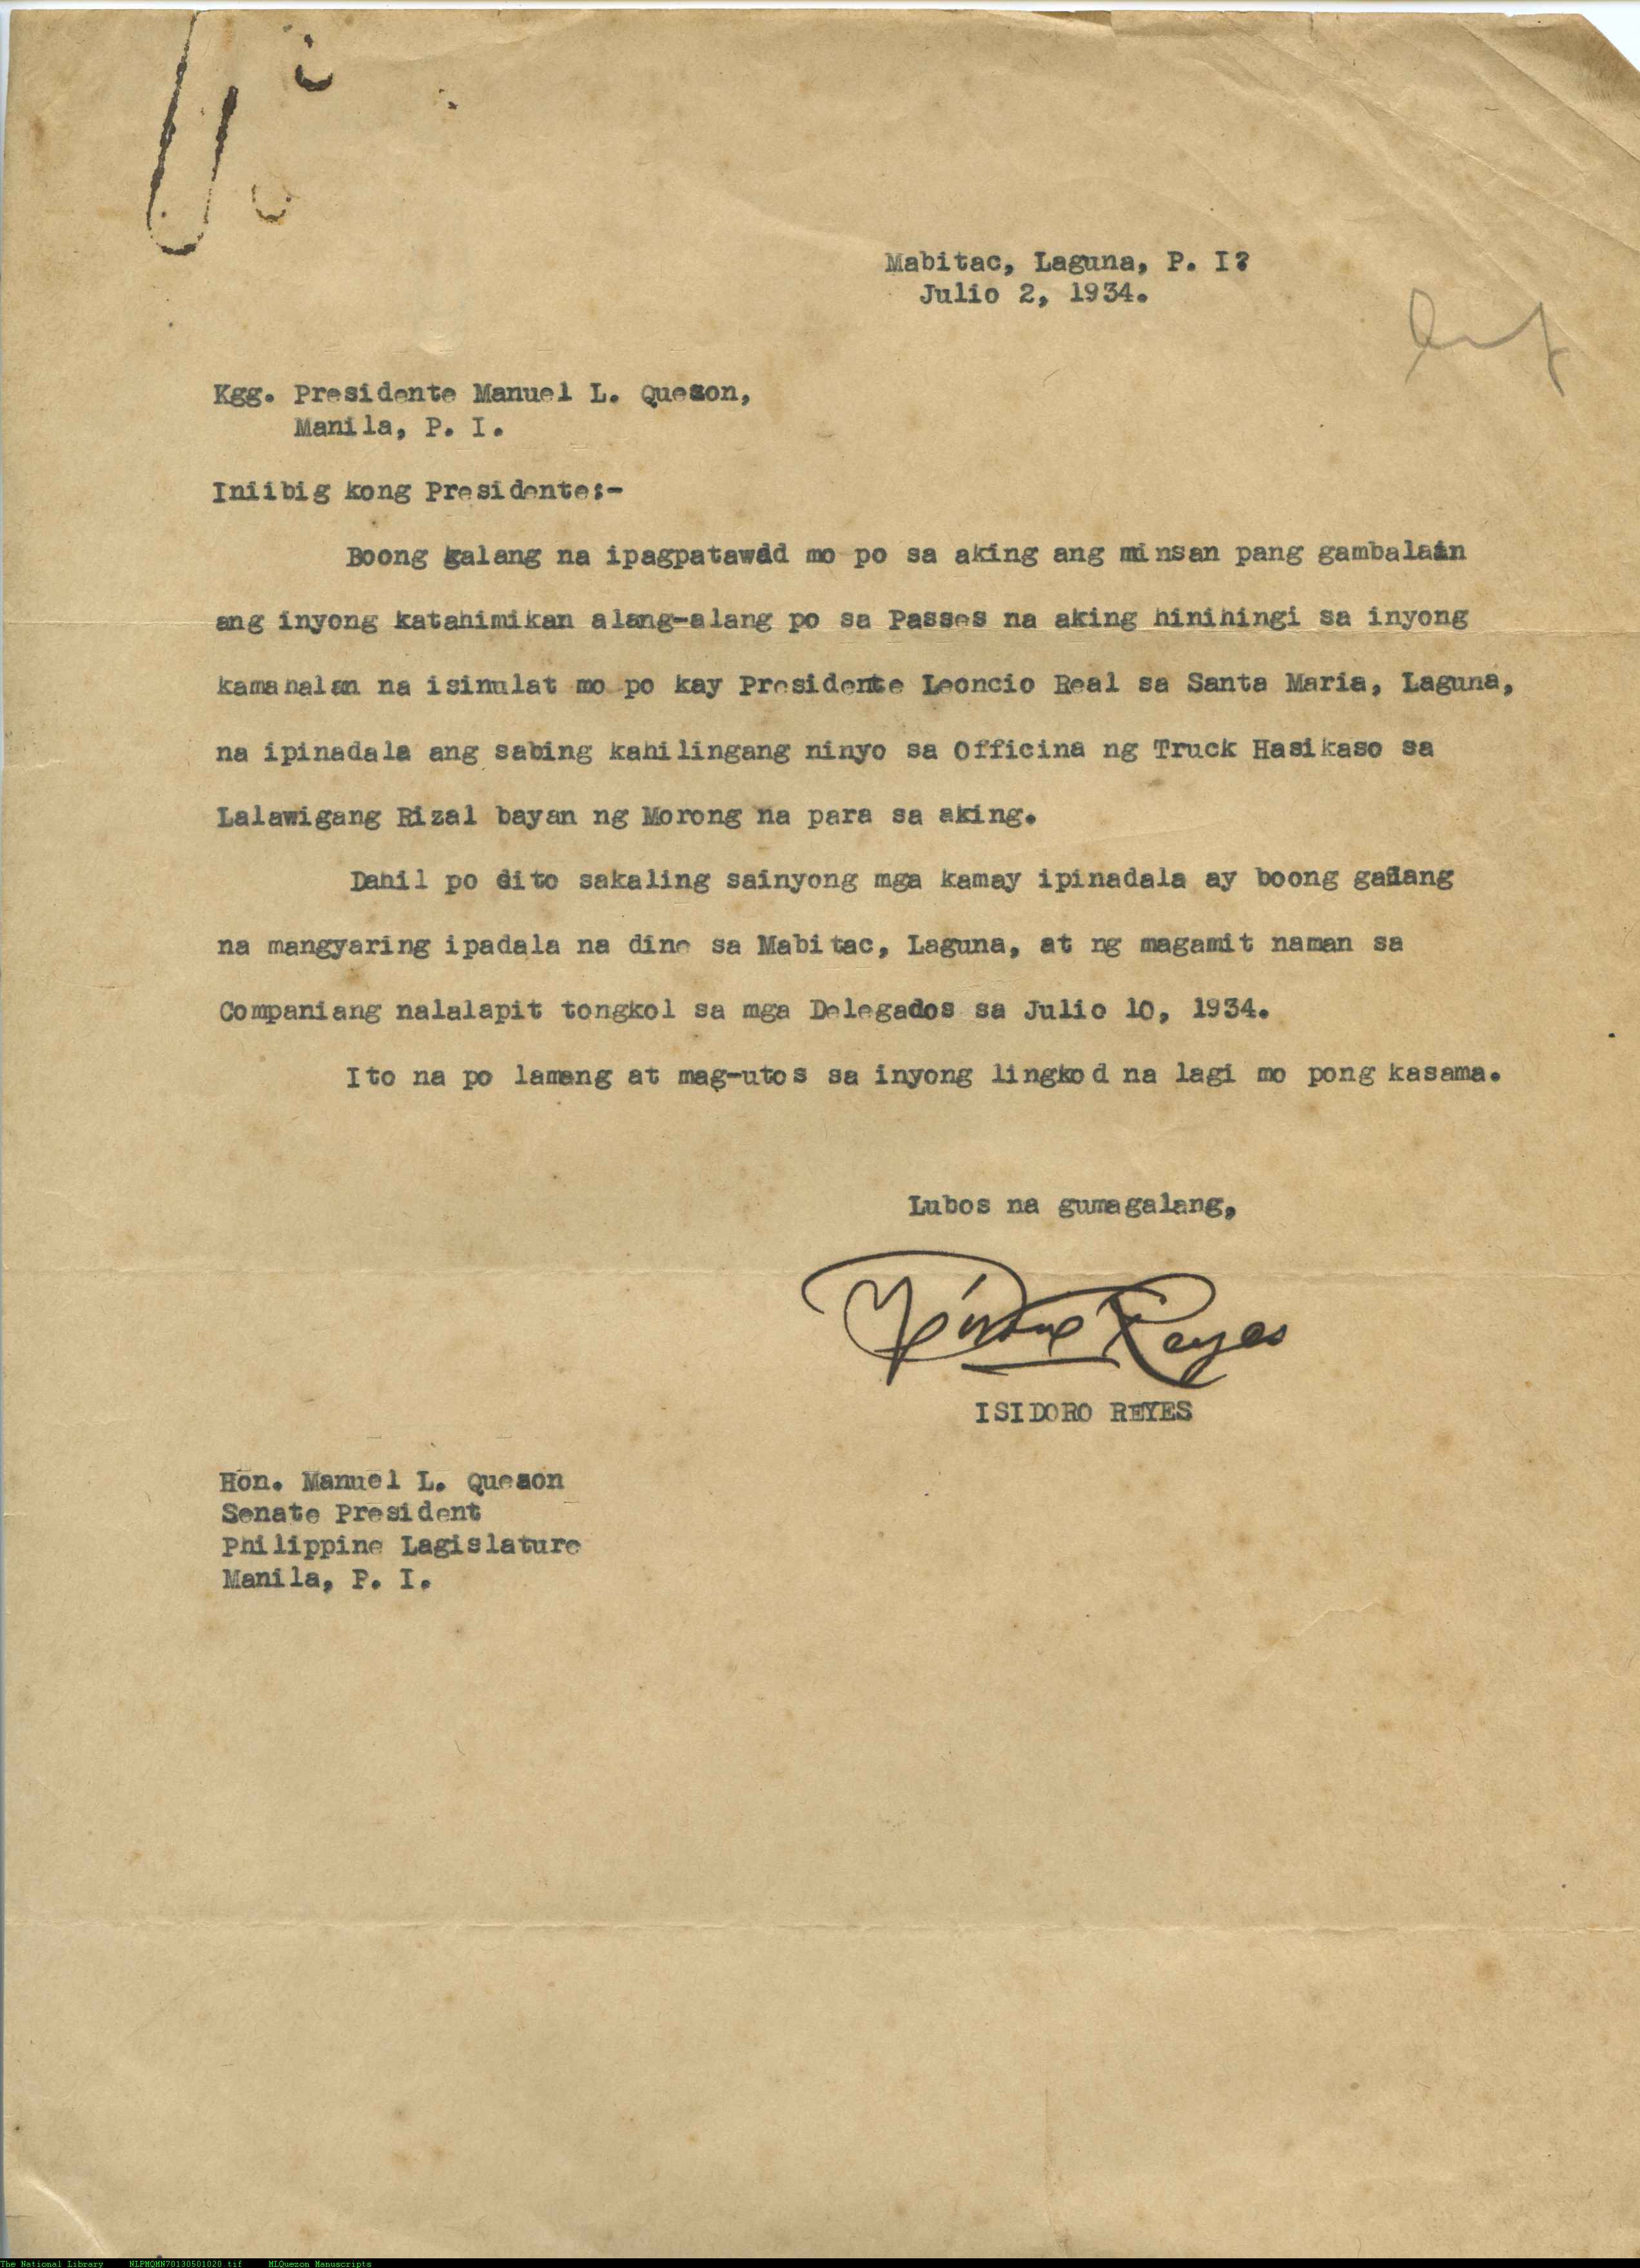 Mabitac, Laguna, P. I?
Julio 2, 1934.
Kgg. Presidente Manuel L. Queson,
Manila, P. I.
Iniibig kong Presidente:-
Boong galang na ipagpatawad mo po sa aking ang minsan pang gambalain
ang inyong katahimikan alang-alang po sa Passes na aking hinihingi sa inyong
kamahalan na isinulat mo po kay Presidente Leoncio Real sa Santa Maria, Laguna,
na ipinadala ang sabing kahilingang ninyo sa Officina ng Truck Hasikaso sa
Lalawigang Rizal bayan ng Morong na para sa aking.
Dahil po dito sakaling sainyong mga kamay ipinadala ay boong galang
na mangyaring ipadala na dine sa Mabitac, Laguna, at ng magamit naman sa
Companiang nalalapit tongkol sa mga Delegados sa Julio 10, 1934.
Ito na po lamang at mag-utos sa inyong lingkod na lagi mo pong kasama.
Lubos na gumagalang,
Isidoro Reyes
ISIDORO REYES
Hon. Manuel L. Queson
Senate President
Philippine Lagislature
Manila, P. I.
The National Library NLPMQMN70130501020.tif MLQuezon Manuscripts